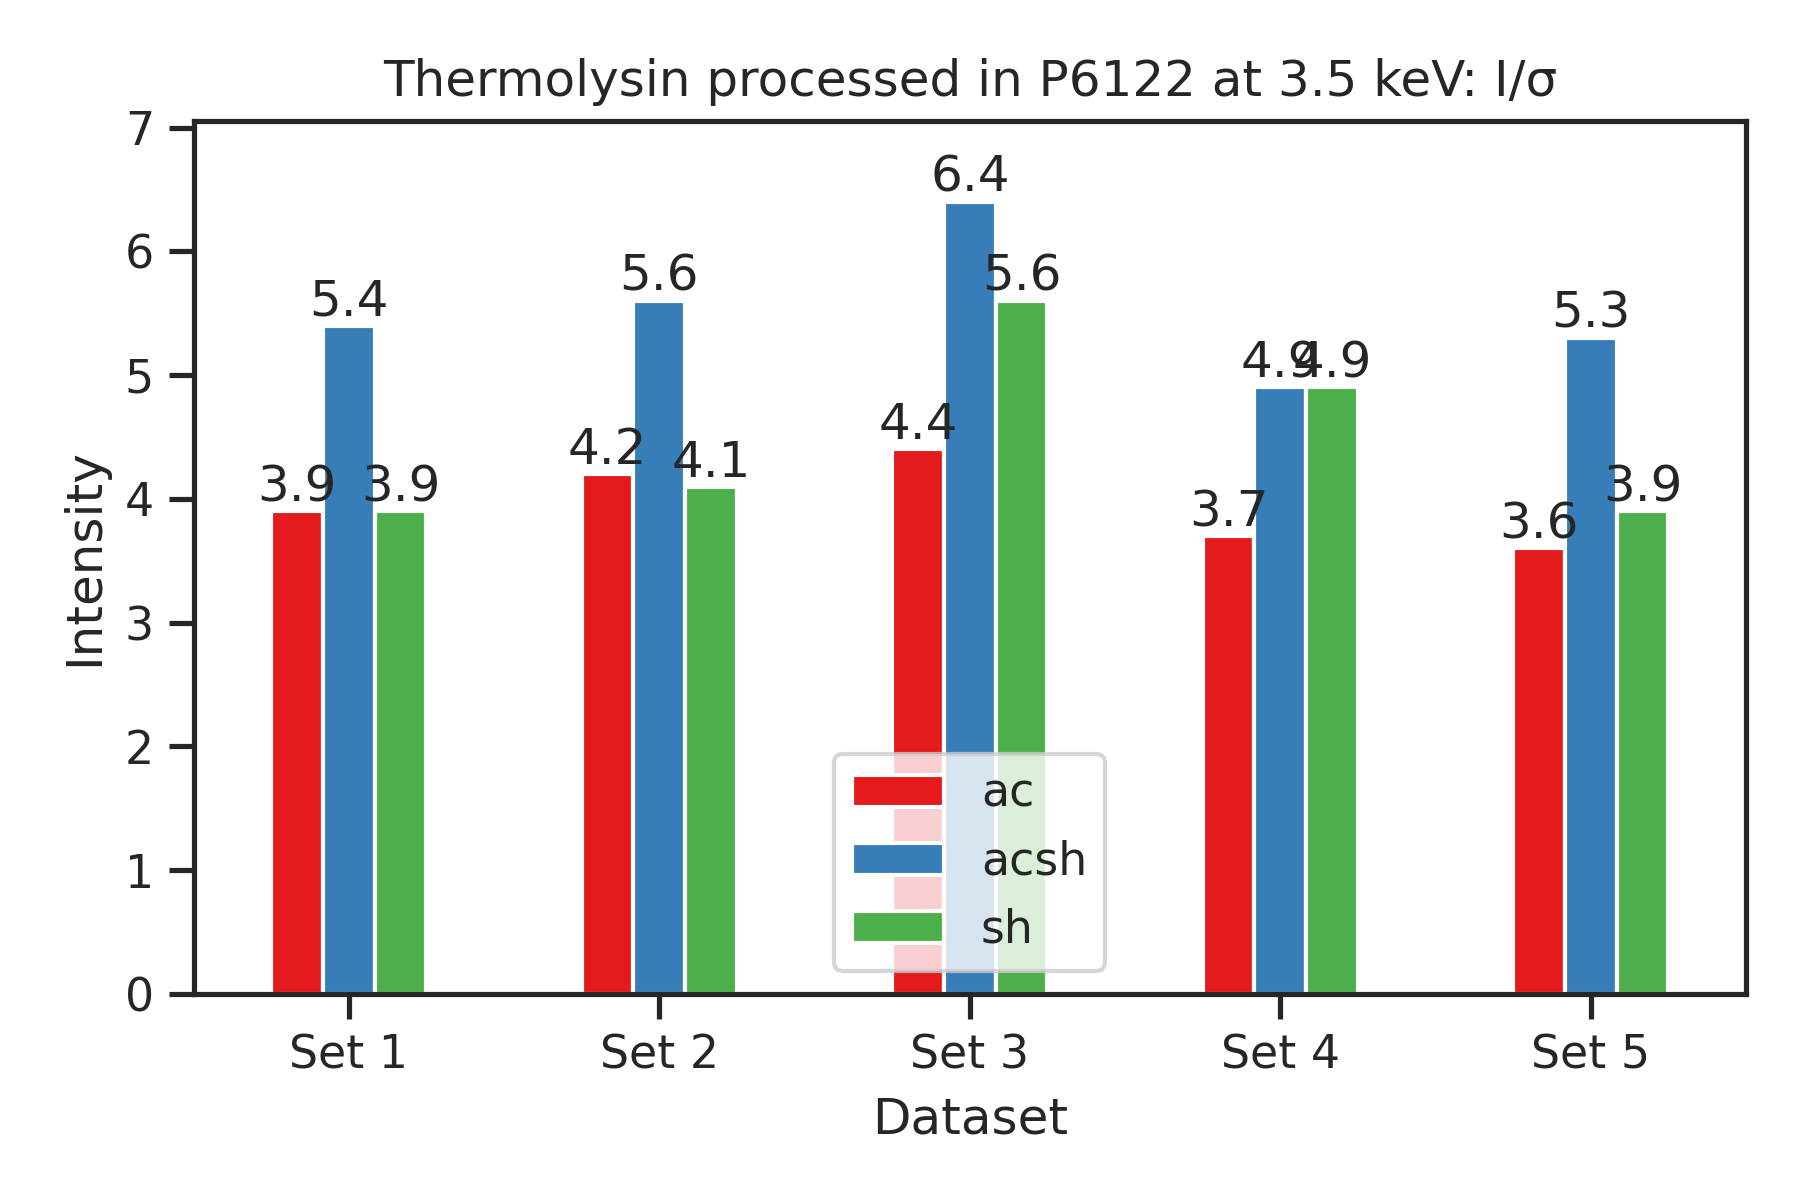 Thermolysin processed in P6122 at 3.5 keV: I/σ
Intensity
7
6
5
4
3
2
1
0
3.9
5.4
3.9
4.2
5.6
4.1
4.4
6.4
5.6
3.7
4.9
4.9
3.6
5.3
3.9
ac
acsh
sh
Set 1
Set 2
Set 3
Set 4
Set 5
Dataset